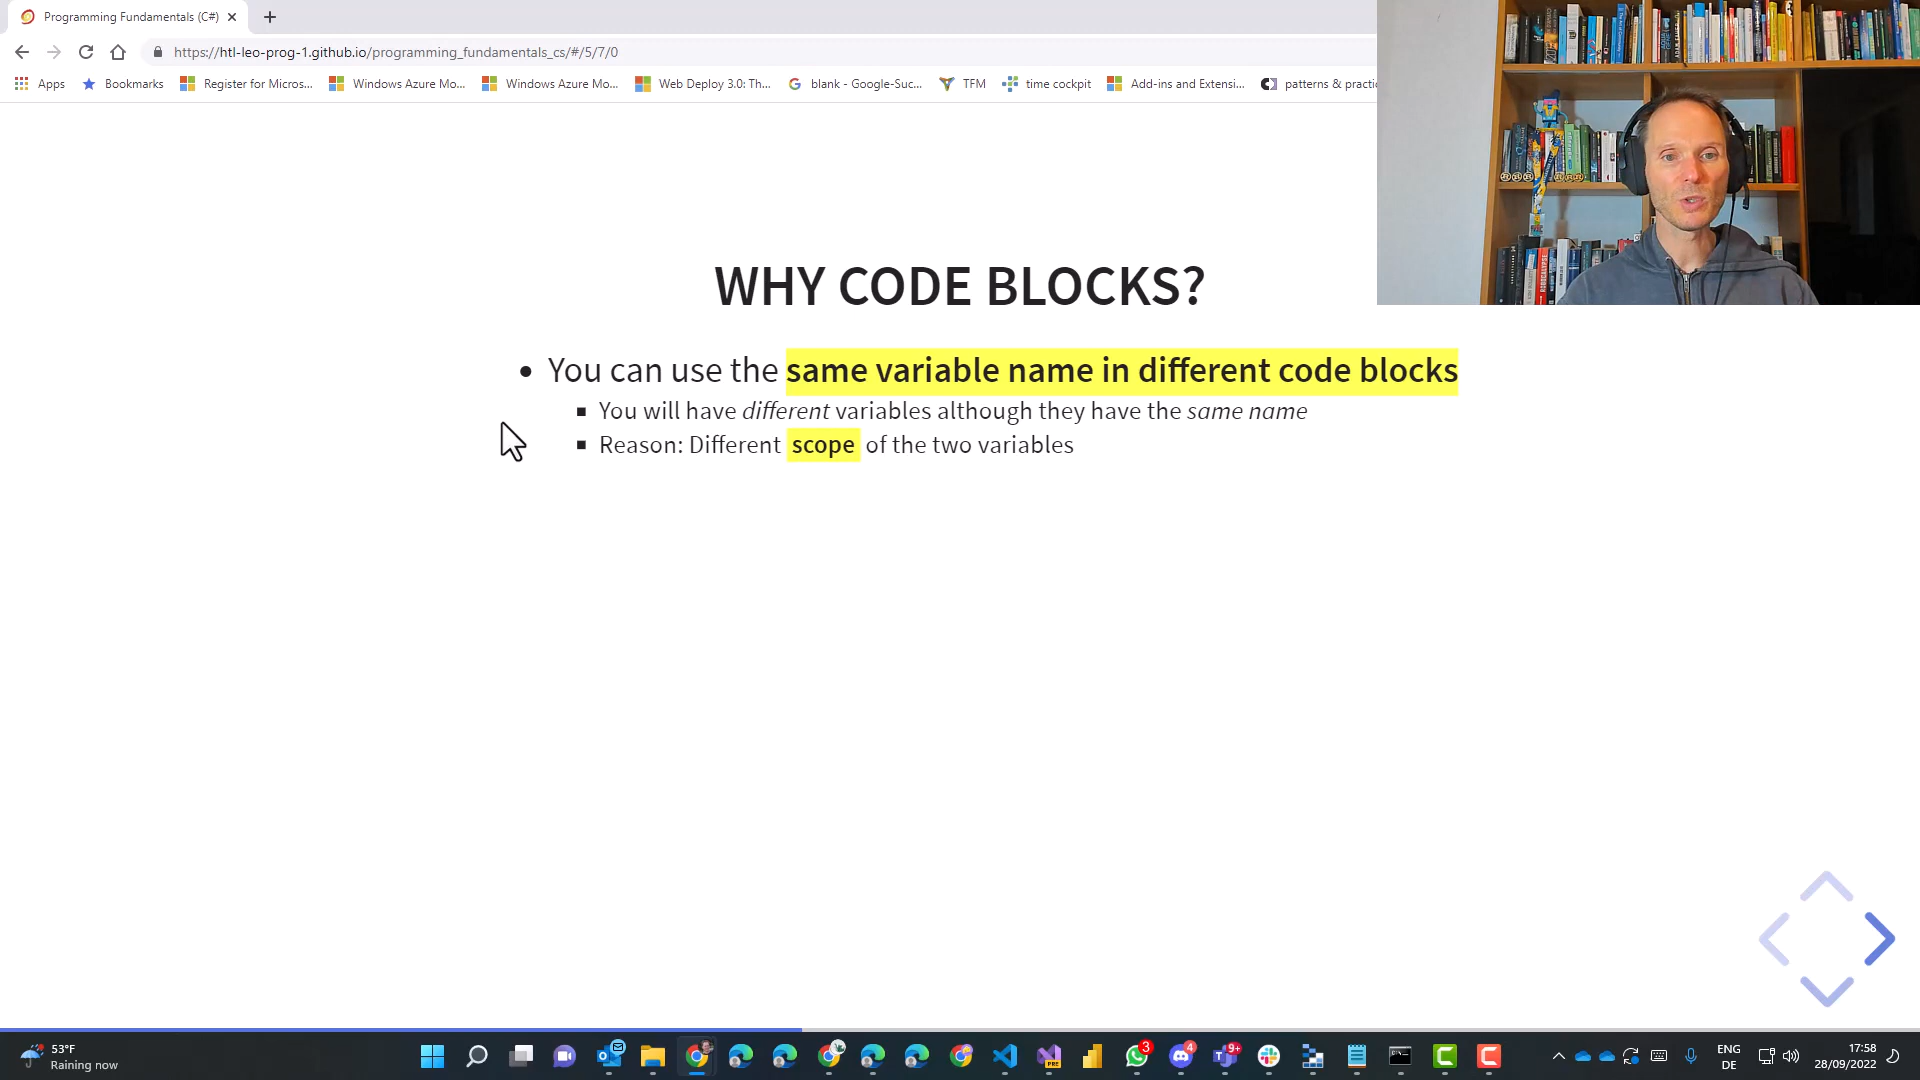 Programming Fundamentals (C#)
https://htl-leo-prog-1.github.io/programming_fundamentals_cs/#/5/7/0
Apps
Bookmarks
Register for Micros...
Windows Azure Mo...
Windows Azure Mo...
Web Deploy 3.0: Th...
blank - Google-Suc...
TFM
time cockpit
Add-ins and Extensi...
patterns & practi
WHY CODE BLOCKS?
You can use the same variable name in different code blocks
You will have different variables although they have the same name
Reason: Different scope of the two variables
53°F
Raining now
3
4
9+
ENG
DE
17:58
28/09/2022